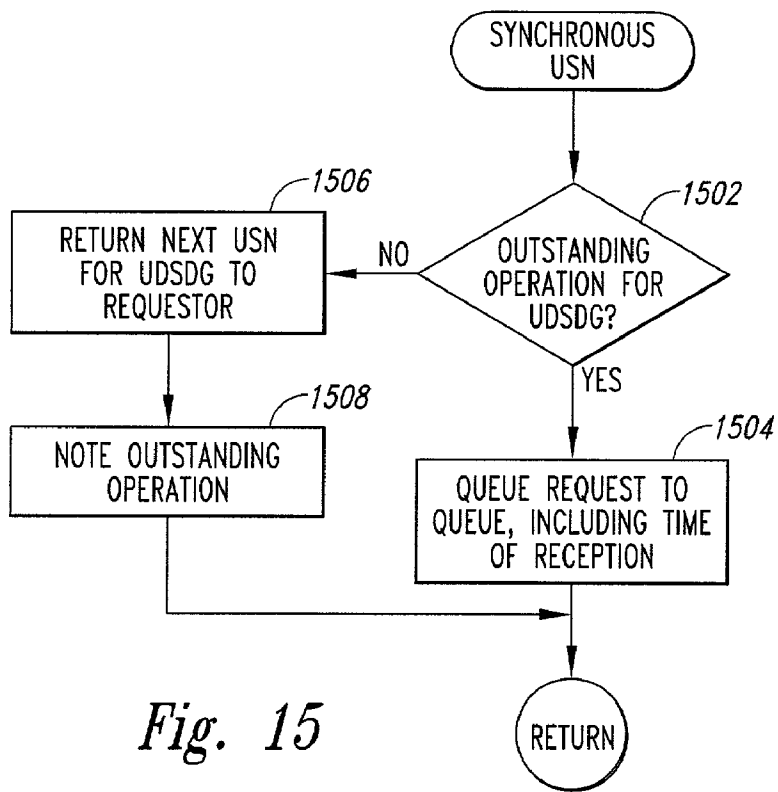 SYNCHRONOUS
USN
1506
1502
RETURN NEXT USN
FOR UDSDG TO
REQUESTOR
NO
OUTSTANDING
OPERATION FOR
UDSDG?
YES
1508
1504
NOTE OUTSTANDING
OPERATION
QUEUE REQUEST TO
QUEUE, INCLUDING TIME
OF RECEPTION
Fig. 15
RETURN